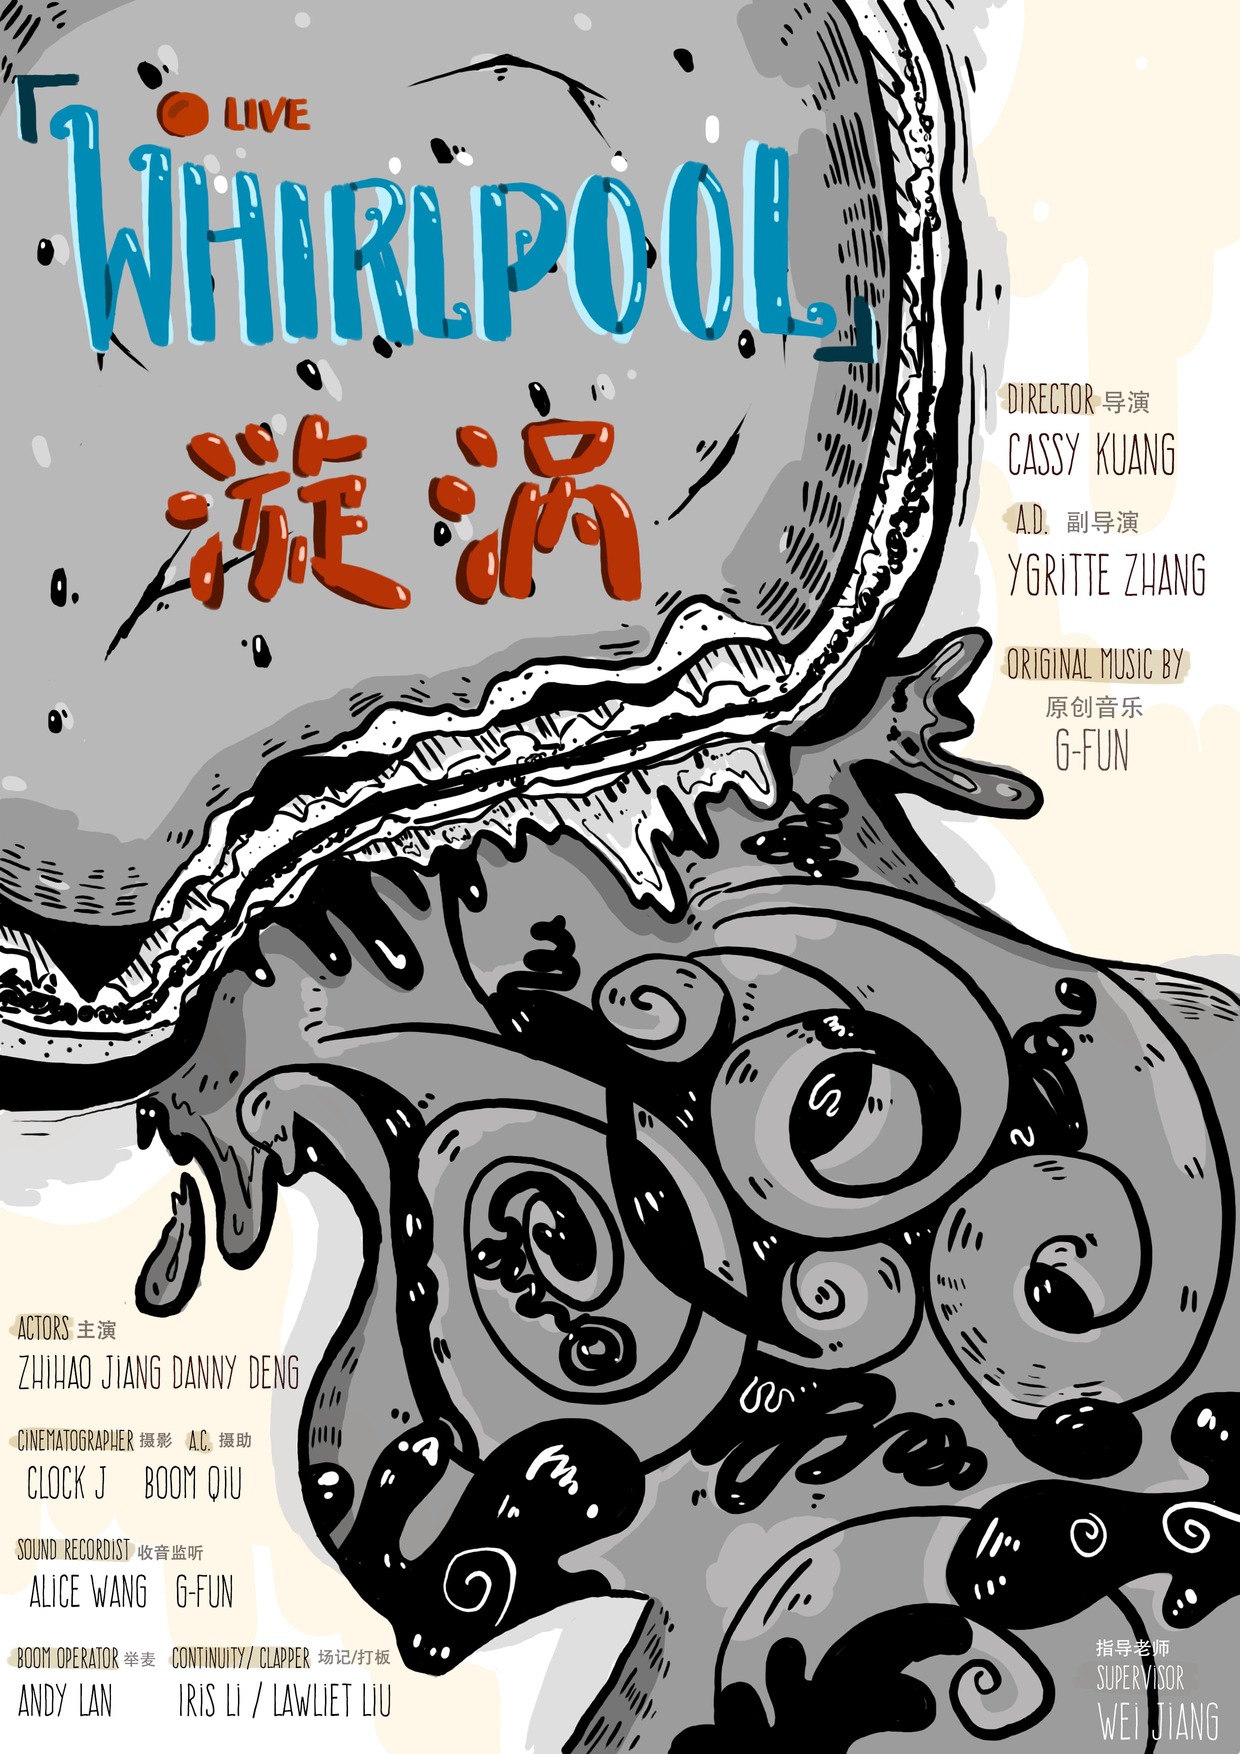 LIVE
「WHIRLPOOL」
漩涡
DIRECTOR 导演
CASSY KUANG
A.D. 副导演
YGRITTE ZHANG
ORIGINAL MUSIC BY
原创音乐
G-FUN
ACTORS 主演
ZHIHAO JIANG DANNY DENG
CINEMATOGRAPHER 摄影 A.C. 摄助
CLOCK J BOOM QIU
SOUND RECORDIST 收音监听
ALICE WANG G-FUN
BOOM OPERATOR 举麦 CONTINUITY/ CLAPPER 场记/打板
ANDY LAN IRIS LI / LAWLIET LIU
指导老师
SUPERVISOR
WEI JIANG